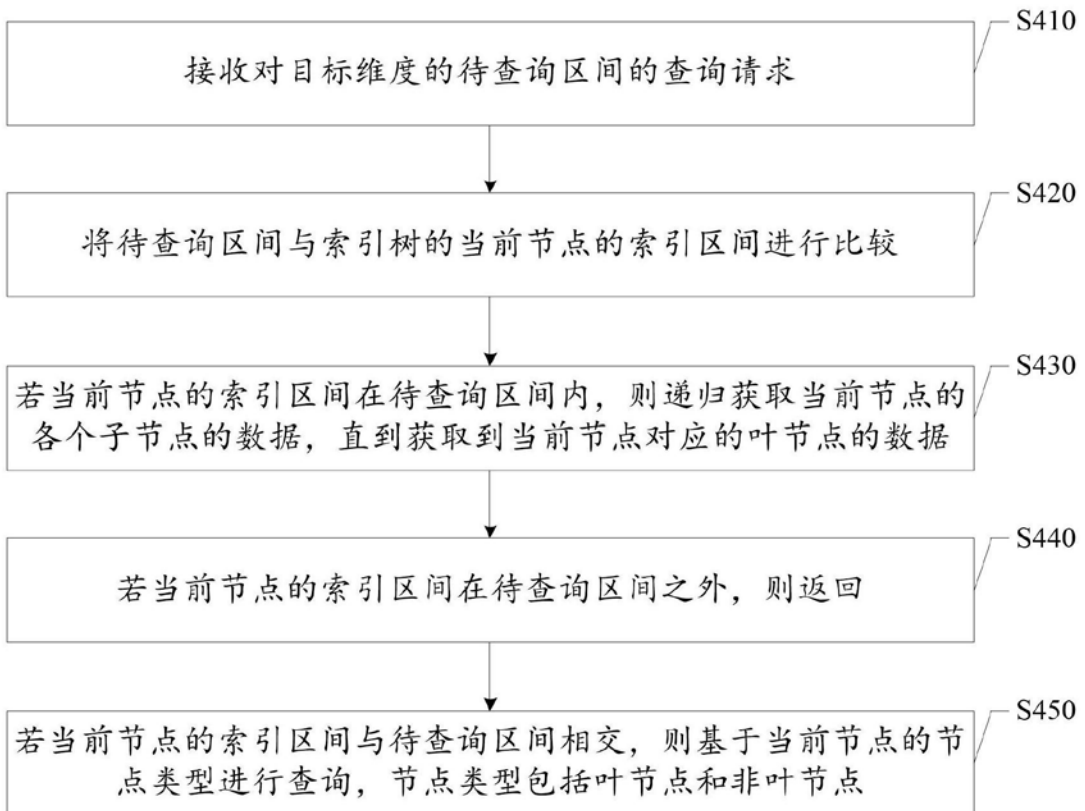 S410
接收对目标维度的待查询区间的查询请求
S420
将待查询区间与索引树的当前节点的索引区间进行比较
S430
若当前节点的索引区间在待查询区间内，则递归获取当前节点的
各个子节点的数据，直到获取到当前节点对应的叶节点的数据
S440
若当前节点的索引区间在待查询区间之外，则返回
S450
若当前节点的索引区间与待查询区间相交，则基于当前节点的节
点类型进行查询，节点类型包括叶节点和非叶节点